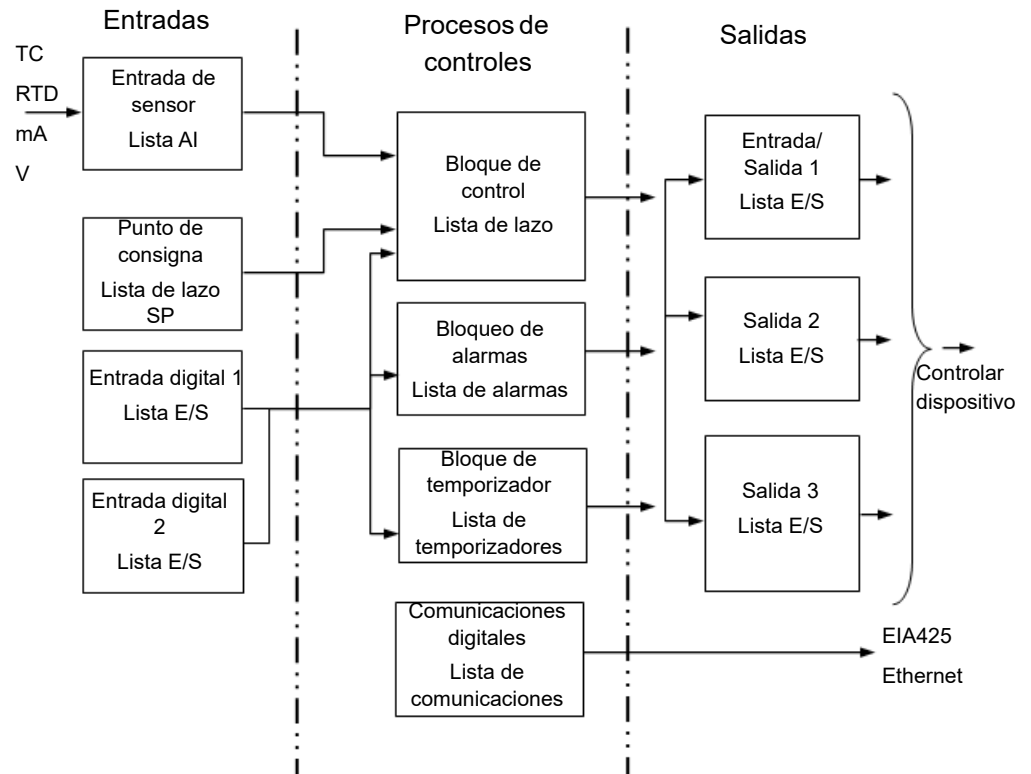 Entradas
TC
RTD
mA
V
Entrada de
sensor
Lista AI
Punto de
consigna
Lista de lazo
SP
Entrada digital 1
Lista E/S
Entrada digital
2
Lista E/S
Procesos de
controles
Bloque de
control
Lista de lazo
Bloqueo de
alarmas
Lista de alarmas
Bloque de
temporizador
Lista de
temporizadores
Comunicaciones
digitales
Lista de
comunicaciones
Salidas
Entrada/
Salida 1
Lista E/S
Salida 2
Lista E/S
Salida 3
Lista E/S
Controlar
dispositivo
EIA425
Ethernet